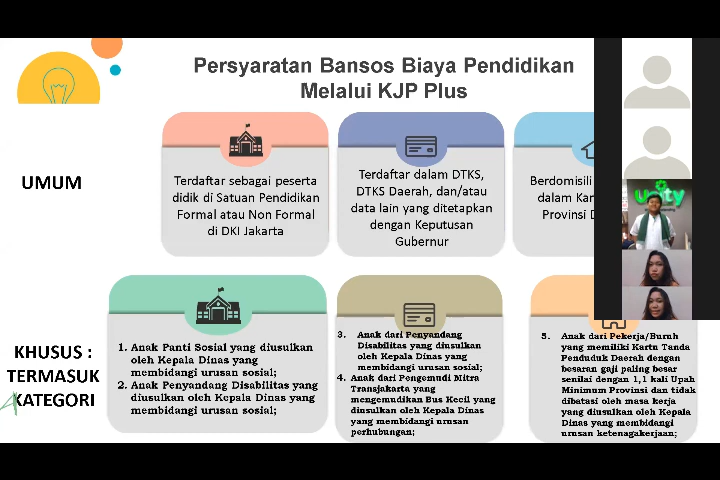 Persyaratan Bansos Biaya Pendidikan
Melalui KJP Plus
UMUM
Terdaftar sebagai peserta
didik di Satuan Pendidikan
Formal atau Non Formal
di DKI Jakarta
Terdaftar dalam DTKS,
DTKS Daerah, dan/atau
data lain yang ditetapkan
dengan Keputusan
Gubernur
Berdomisili
dalam
Provinsi
unity
KHUSUS :
TERMASUK
KATEGORI
1. Anak Panti Sosial yang diusulkan
oleh Kepala Dinas yang
membidangi urusan sosial;
2. Anak Penyandang Disabilitas yang
diusulkan oleh Kepala Dinas yang
membidangi urusan sosial;
3. Anak dari Penyandang
Disabilitas yang diusulkan
oleh Kepala Dinas yang
membidangi urusan sosial;
4. Anak dari Pengemudi Mitra
Transjakarta yang
mengemudikan Bus Kecil yang
diusulkan oleh Kepala Dinas
yang membidangi urusan
perhubungan;
5. Anak dari Pekerja/Buruh
yang memiliki Kartu Tanda
Penduduk Daerah dengan
besaran gaji paling besar
senilai dengan 1,1 kali Upah
Minimum Provinsi dan tidak
dibatasi oleh masa kerja
yang diusulkan oleh Kepala
Dinas yang membidangi
urusan ketenagakerjaan;